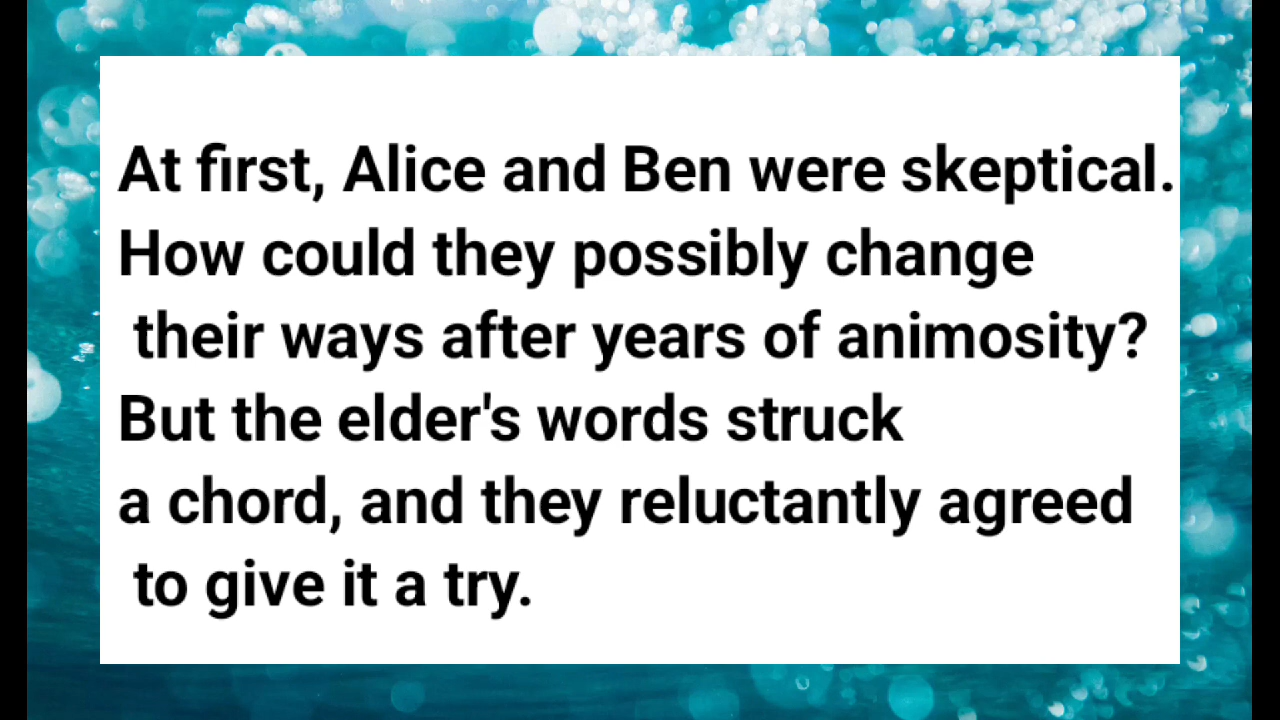 At first, Alice and Ben were skeptical.
How could they possibly change
their ways after years of animosity?
But the elder's words struck
a chord, and they reluctantly agreed
to give it a try.